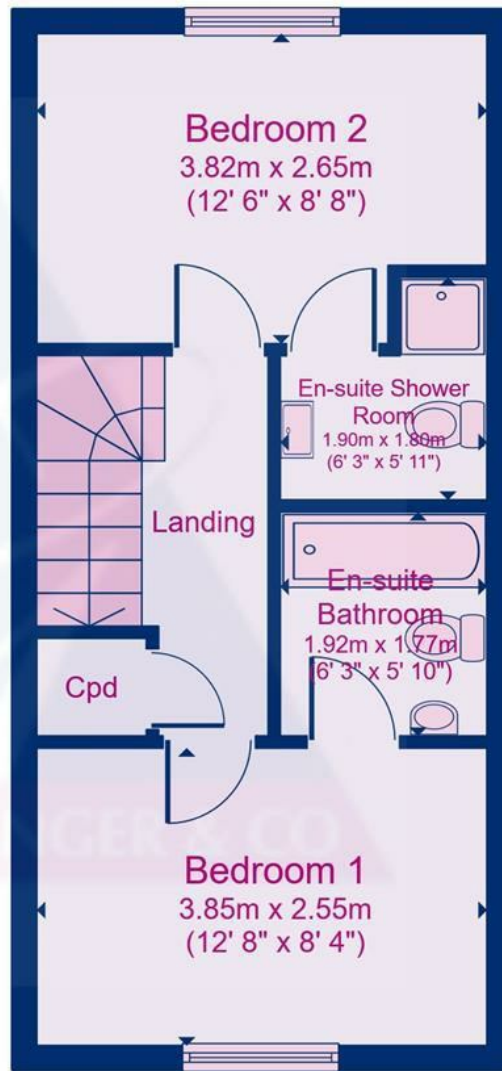 Bedroom 2
3.82m x 2.65m
(12' 6" x 8' 8")
En-suite Shower
Room
1.90m x 1.80m
(6' 3" x 5' 11")
Landing
En-suite
Bathroom
1.92m x 1.77m
(6' 3" x 5' 10")
Cpd
NGER & CO
Bedroom 1
3.85m x 2.55m
(12' 8" x 8' 4")